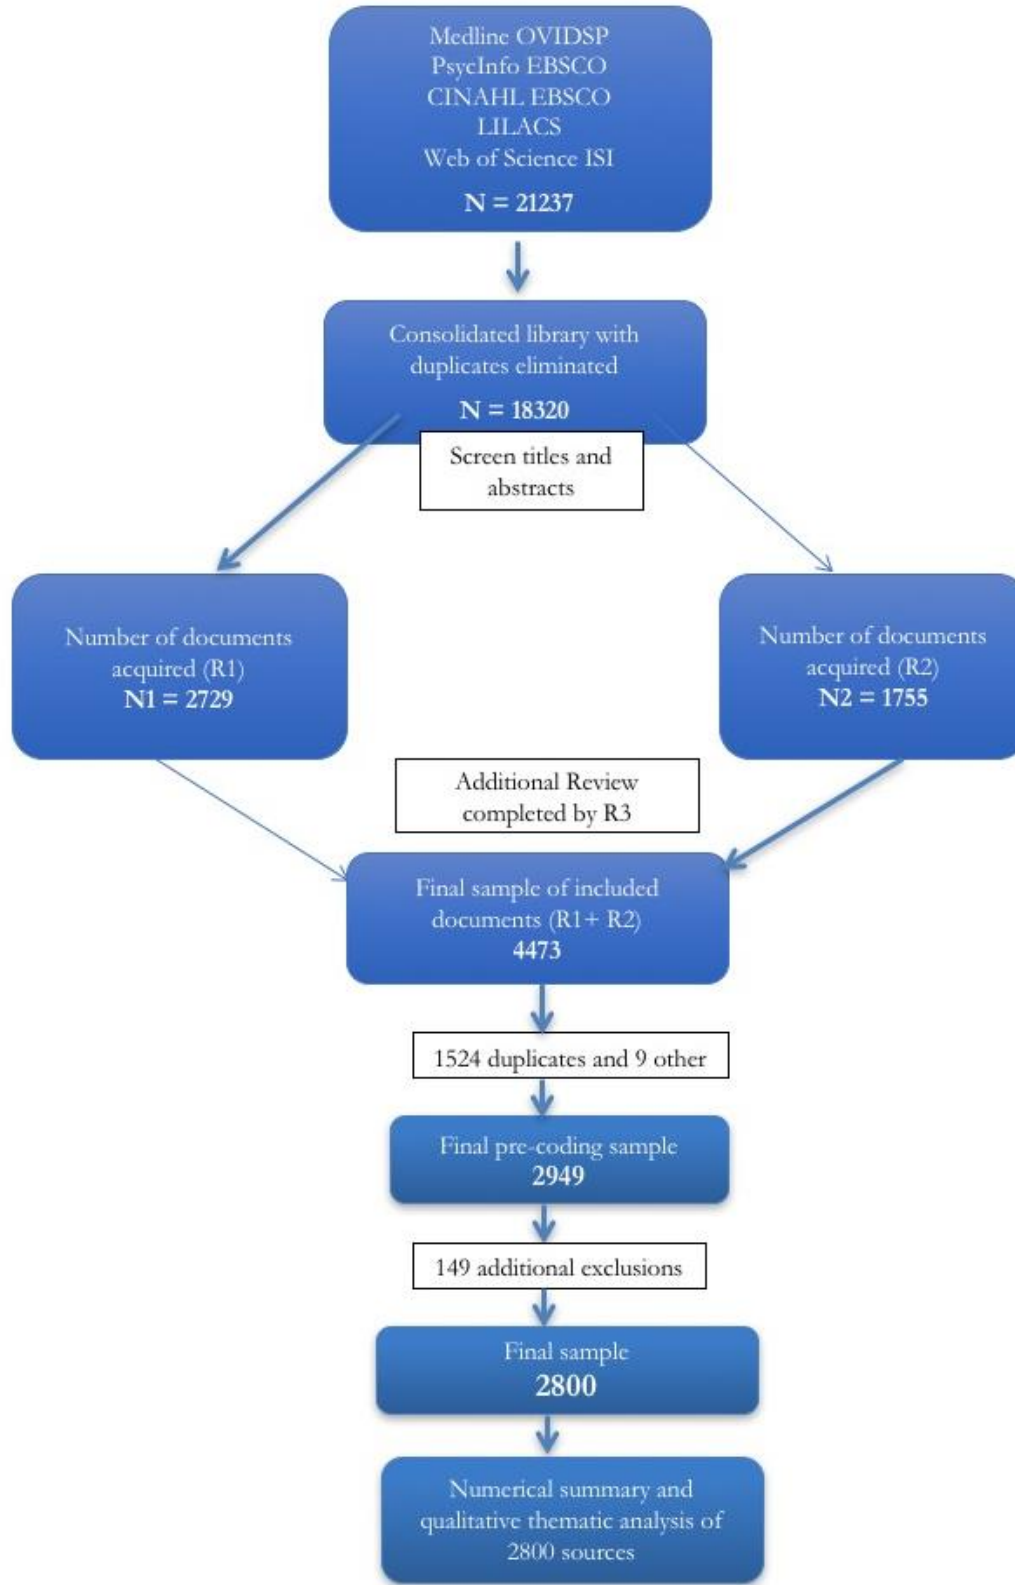 Medline OVIDSP
PsycInfo EBSCO
CINAHL EBSCO
LILACS
Web of Science ISI
N = 21237
Consolidated library with
duplicates eliminated
N = 18320
Screen titles and
abstracts
Number of documents
acquired (R1)
N1 = 2729
Number of documents
acquired (R2)
N2 = 1755
Additional Review
completed by R3
Final sample of included
documents (R1+ R2)
4473
1524 duplicates and 9 other
Final pre-coding sample
2949
149 additional exclusions
Final sample
2800
Numerical summary and
qualitative thematic analysis of
2800 sources